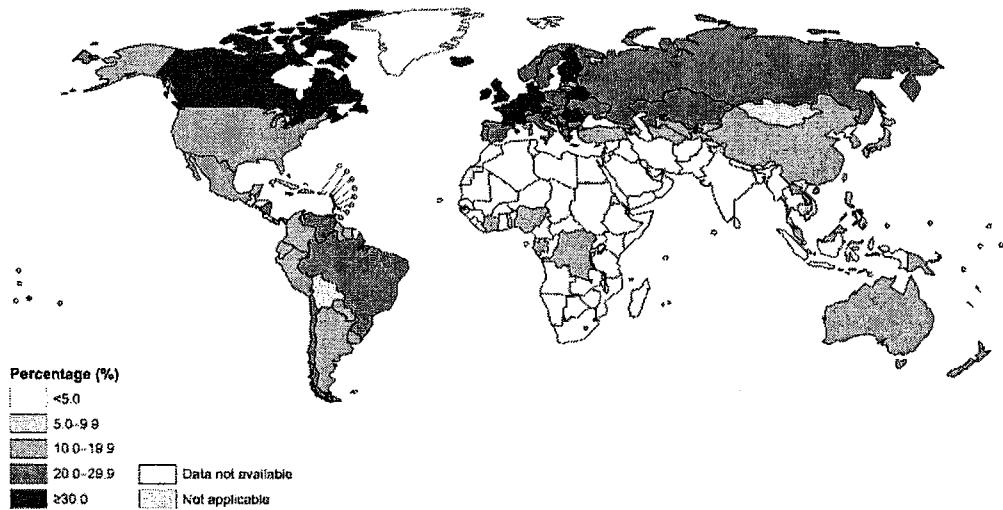 Percentage (%)
<5.0
5.0–9.9
10.0–19.9
20.0–29.9
≥30.0
Data not available
Not applicable